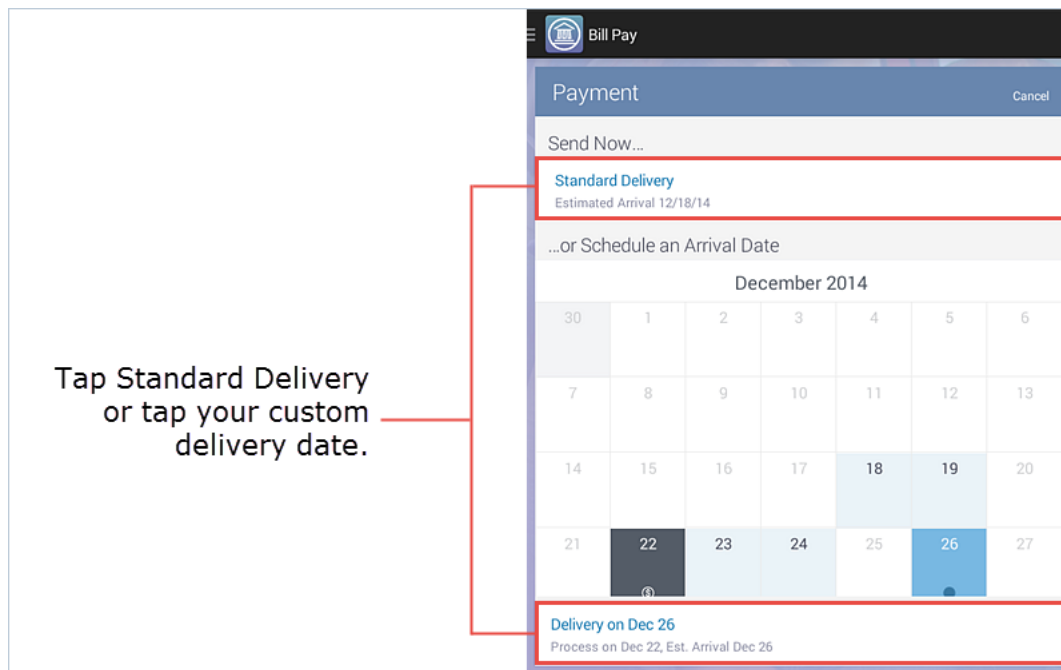 Bill Pay
Payment
Cancel
Send Now...
Standard Delivery
Estimated Arrival 12/18/14
...or Schedule an Arrival Date
December 2014
30 1 2 3 4 5 6
7 8 9 10 11 12 13
14 15 16 17 18 19 20
21 22 23 24 25 26 27
Delivery on Dec 26
Process on Dec 22, Est. Arrival Dec 26
Tap Standard Delivery
or tap your custom
delivery date.